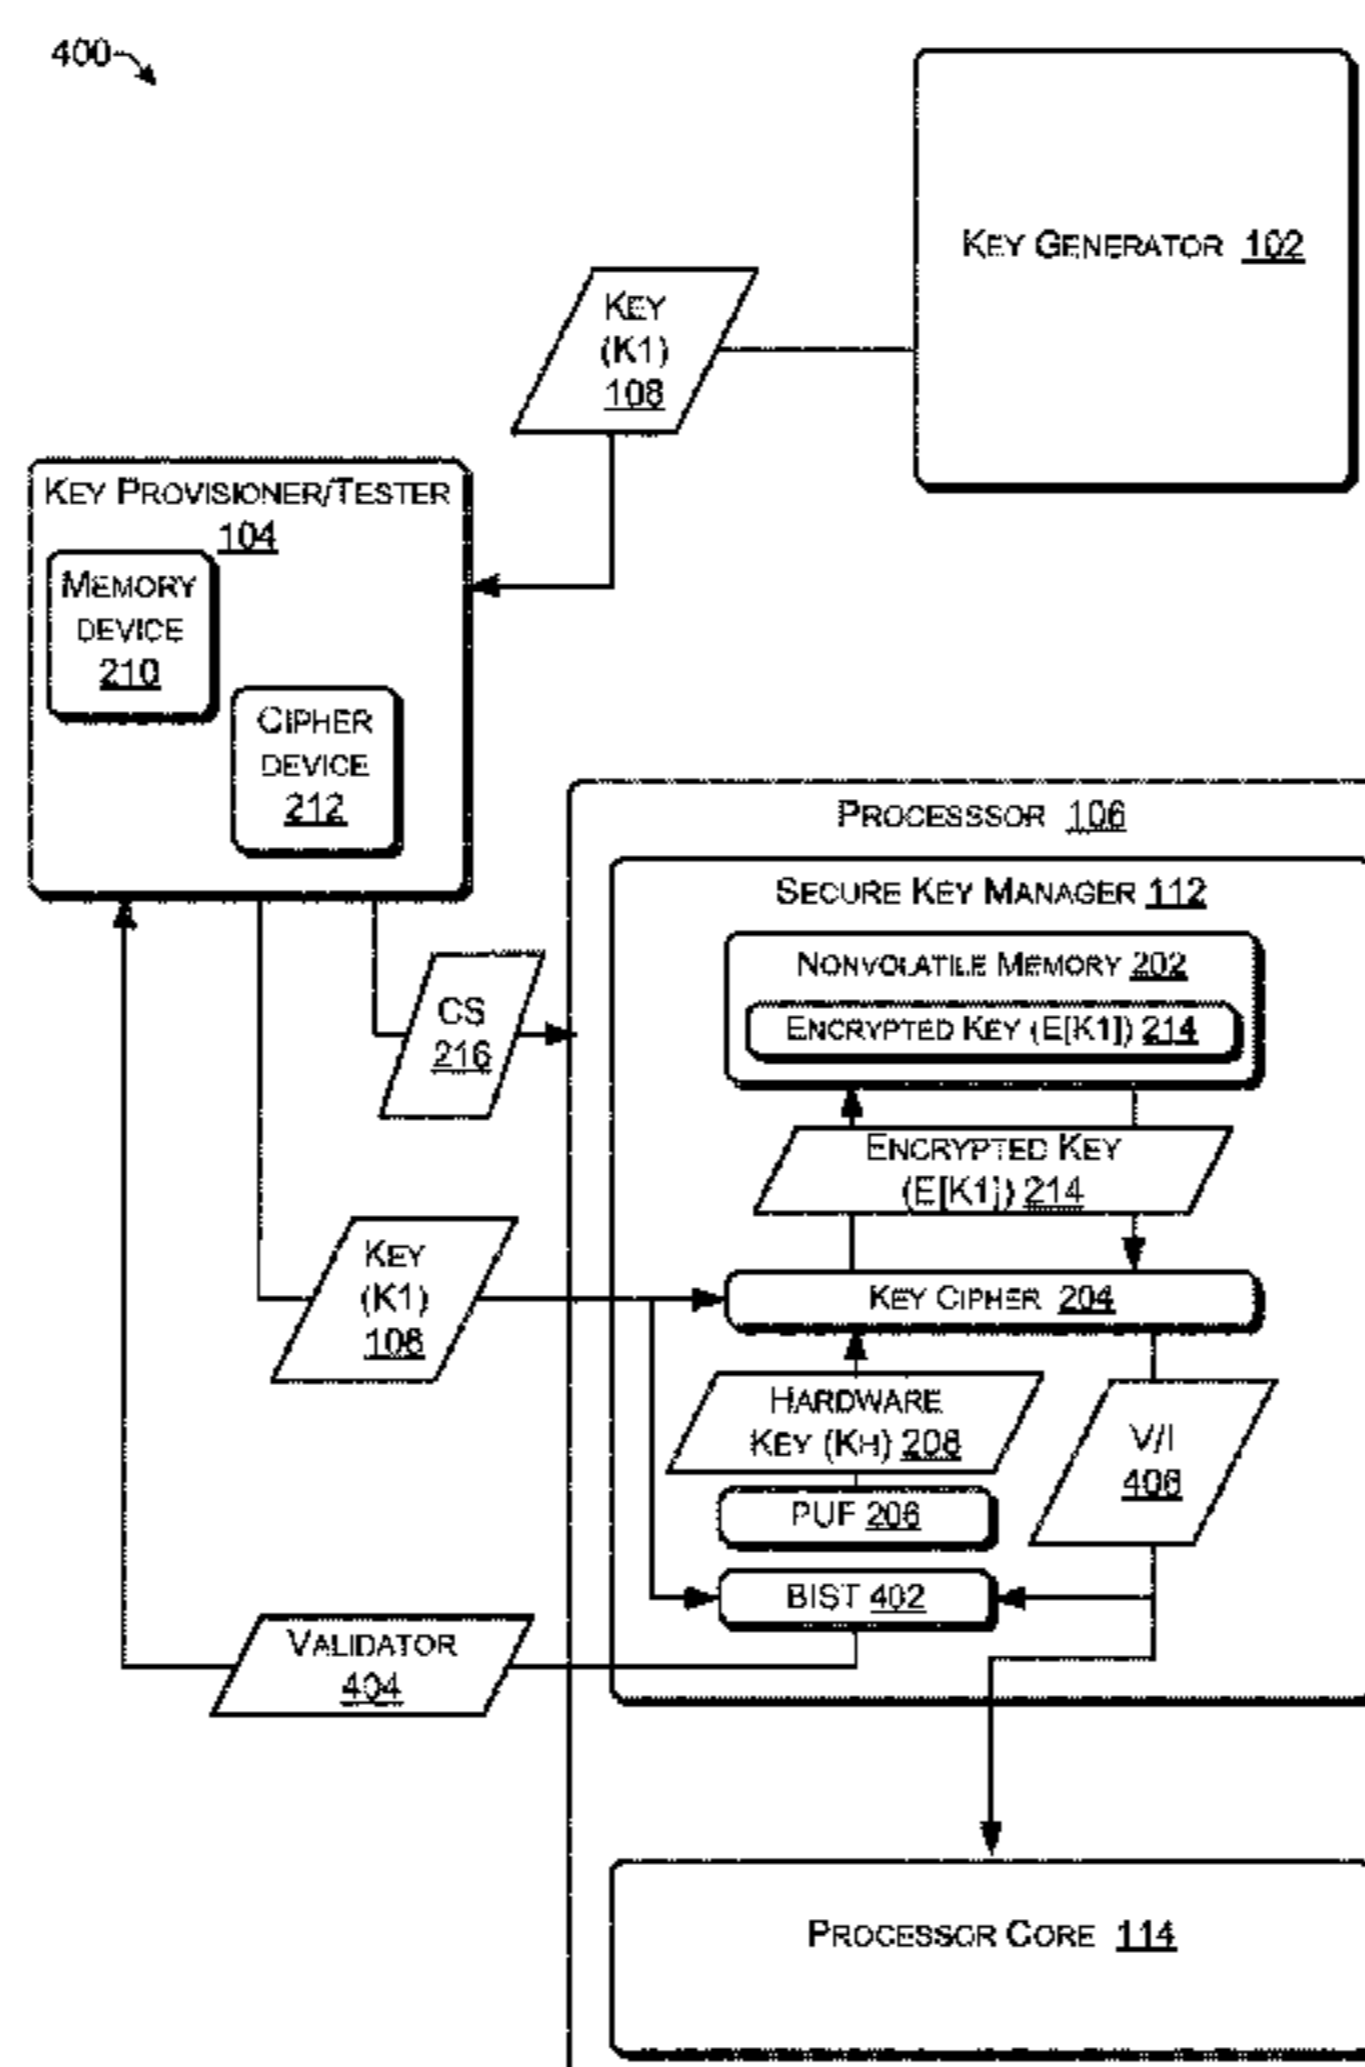 400
KEY GENERATOR 102
KEY
(K1)
108
KEY PROVISIONER/TESTER
104
MEMORY
DEVICE
210
CIPHER
DEVICE
212
PROCESSSOR 106
SECURE KEY MANAGER 112
NONVOLATILE MEMORY 202
ENCRYPTED KEY (E[K1]) 214
CS
216
ENCRYPTED KEY
(E[K1]) 214
KEY
(K1)
108
KEY CIPHER 204
HARDWARE
KEY (KH) 208
V/I
406
PUF 206
BIST 402
VALIDATOR
404
PROCESSOR CORE 114